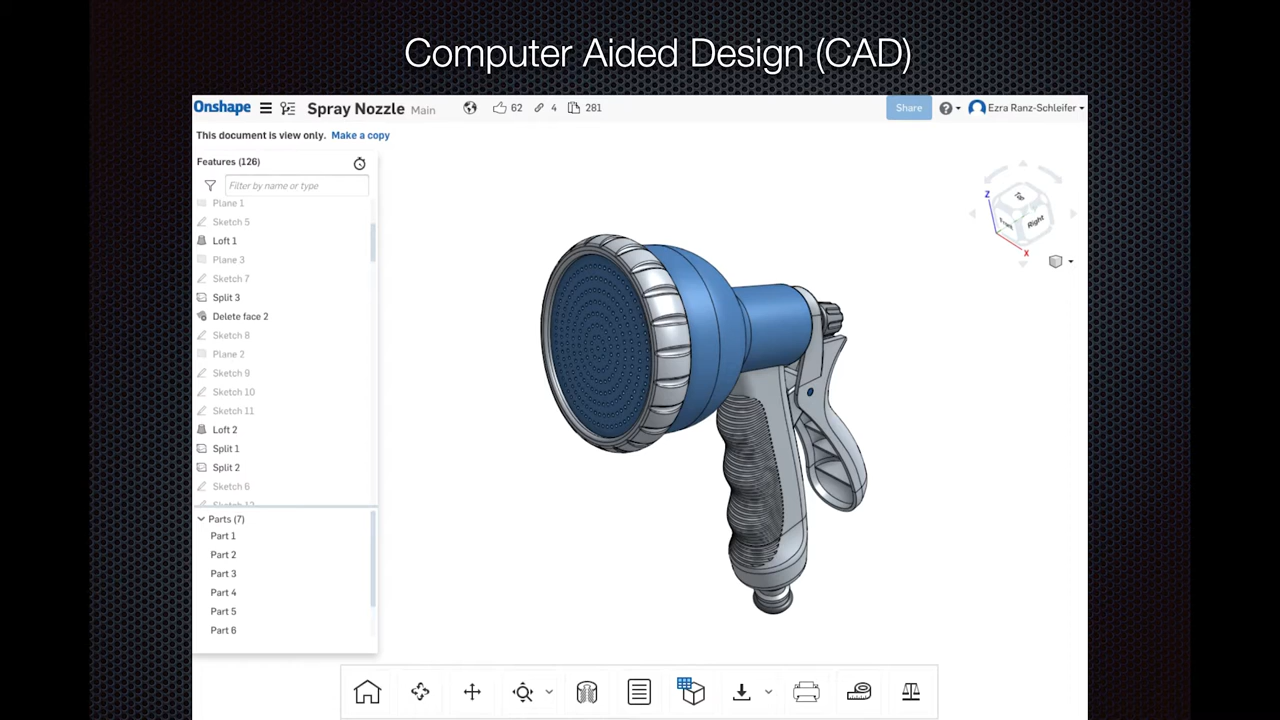 Computer Aided Design (CAD)
Onshape Spray Nozzle Main 62 4 281 Share Ezra Ranz-Schleifer
This document is view only. Make a copy
Features (126)
Filter by name or type
Plane 1
Sketch 5
Loft 1
Plane 3
Sketch 7
Split 3
Delete face 2
Sketch 8
Plane 2
Sketch 9
Sketch 10
Sketch 11
Loft 2
Split 1
Split 2
Sketch 6
Parts (7)
Part 1
Part 2
Part 3
Part 4
Part 5
Part 6
Z
Top
Right
X